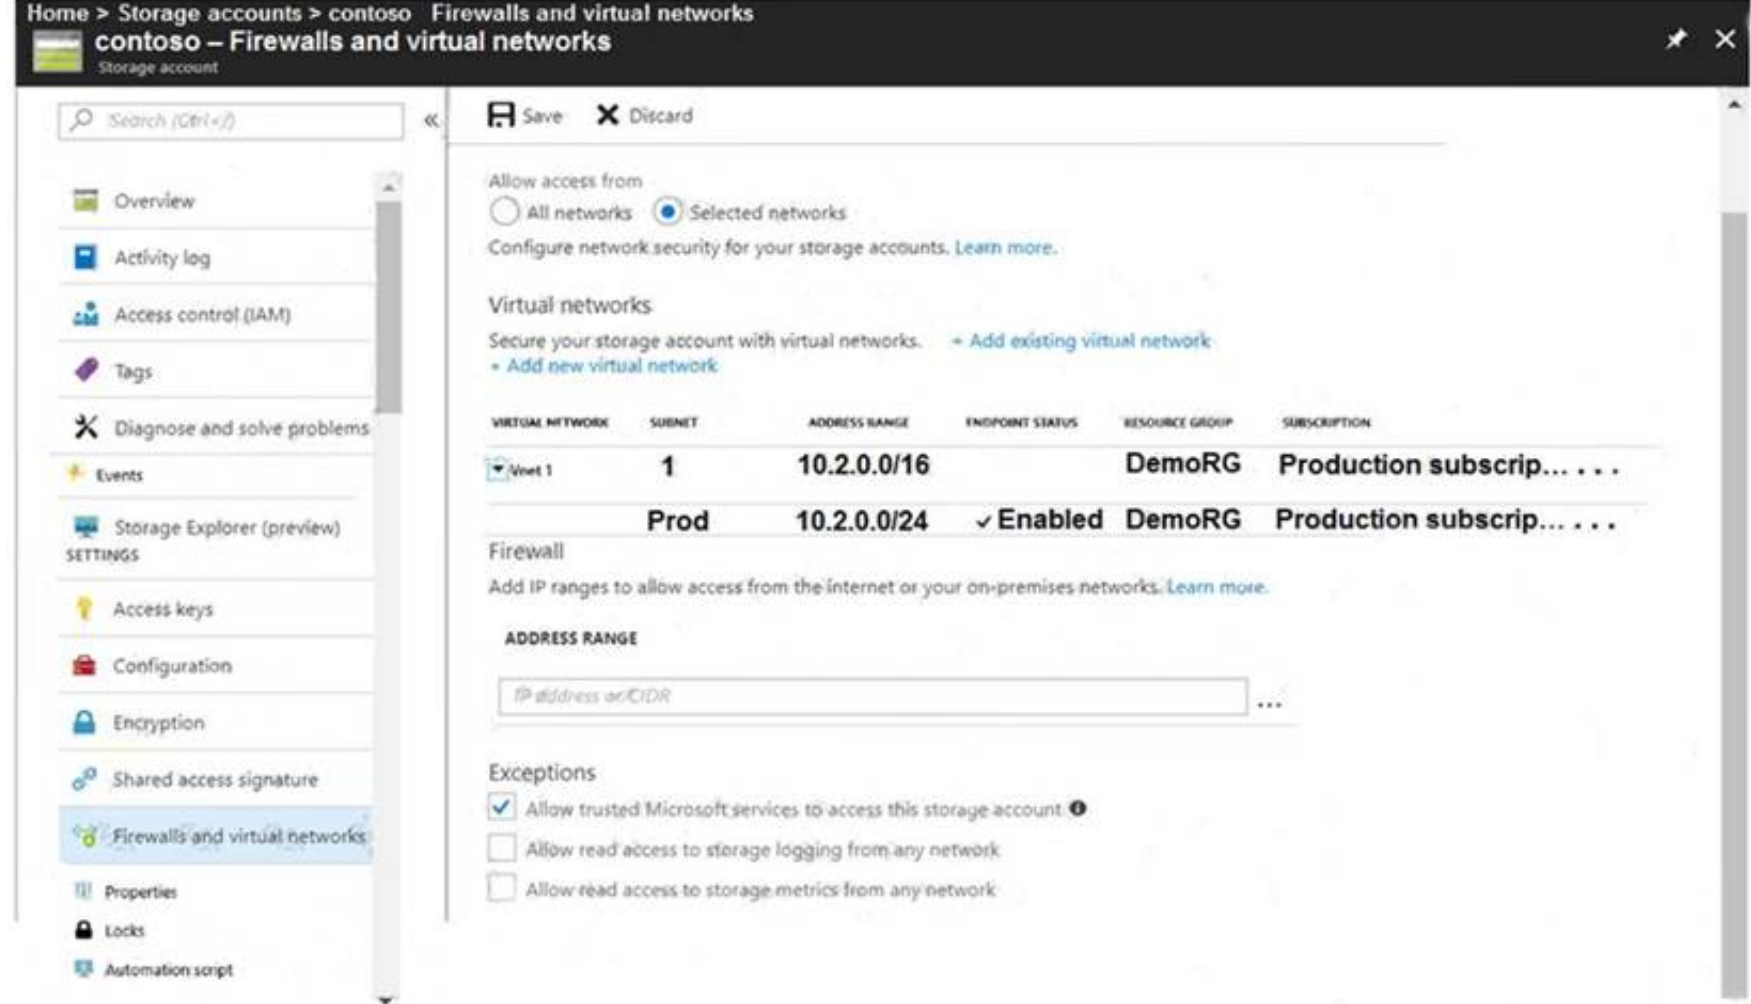 Home > Storage accounts > contoso Firewalls and virtual networks
contoso – Firewalls and virtual networks
Storage account
Search (Ctrl+/)
«
Overview
Activity log
Access control (IAM)
Tags
Diagnose and solve problems
Events
Storage Explorer (preview)
SETTINGS
Access keys
Configuration
Encryption
Shared access signature
Firewalls and virtual networks
Properties
Locks
Automation script
Save Discard
Allow access from
All networks Selected networks
Configure network security for your storage accounts. Learn more.
Virtual networks
Secure your storage account with virtual networks. + Add existing virtual network
+ Add new virtual network
VIRTUAL NETWORK SUBNET ADDRESS RANGE ENDPOINT STATUS RESOURCE GROUP SUBSCRIPTION
Vnet 1 1 10.2.0.0/16 DemoRG Production subscrip... ...
Prod 10.2.0.0/24 ✓ Enabled DemoRG Production subscrip... ...
Firewall
Add IP ranges to allow access from the internet or your on-premises networks. Learn more.
ADDRESS RANGE
IP address or CIDR ...
Exceptions
Allow trusted Microsoft services to access this storage account
Allow read access to storage logging from any network
Allow read access to storage metrics from any network